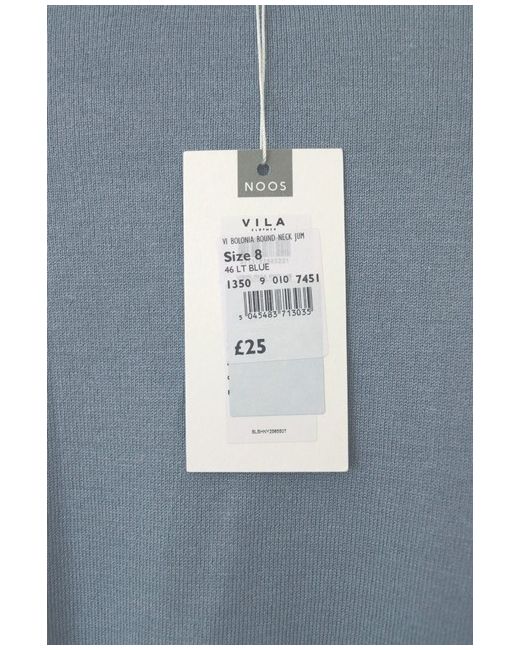 NOOS
VILA
CLOTHES
VI BOLONIA ROUND-NECK JUM
Size 8
46 LT BLUE
1350 9 010 7451
5 045483 713035
£25